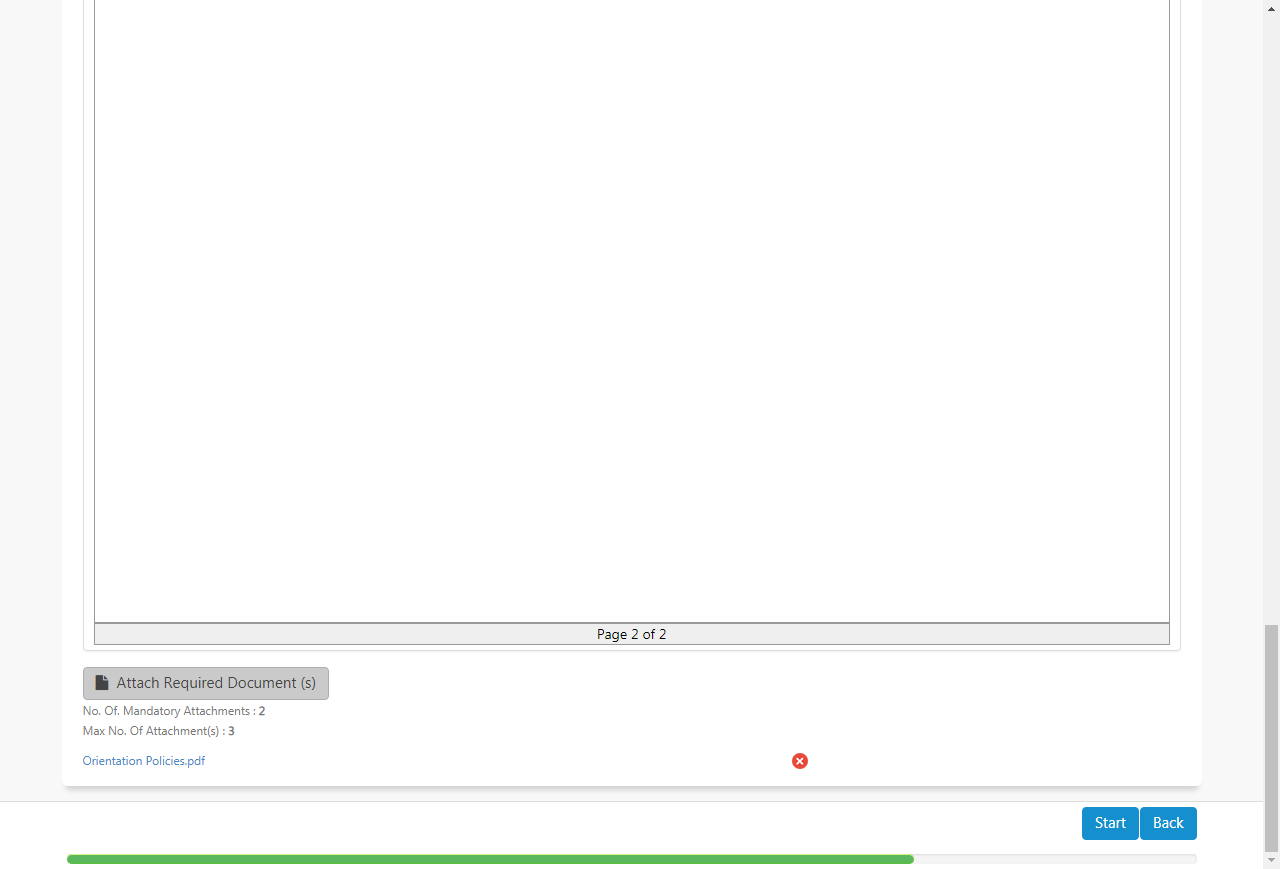 Page 2 of 2
Attach Required Document (s)
No. Of. Mandatory Attachments : 2
Max No. Of Attachment(s) : 3
Orientation Policies.pdf
Start Back